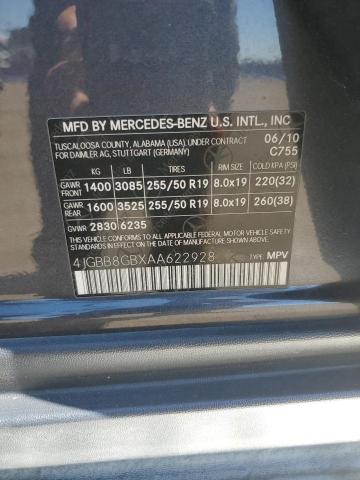 MFD BY MERCEDES-BENZ U.S. INTL., INC
TUSCALOOSA COUNTY, ALABAMA (USA), UNDER CONTRACT 06/10
FOR DAIMLER AG, STUTTGART (GERMANY) C755
KG LB TIRE SIZE RIM SIZE COLD KPA (PSI)
GAWR FRONT 1400 3085 255/50 R19 8.0x19 220(32)
GAWR REAR 1600 3525 255/50 R19 8.0x19 260(38)
GVWR 2830 6235
THIS VEHICLE CONFORMS TO ALL APPLICABLE FEDERAL MOTOR VEHICLE SAFETY STANDARDS IN EFFECT ON THE DATE OF MANUFACTURE SHOWN ABOVE.
4JGBB8GBXAA622928 TYPE: MPV